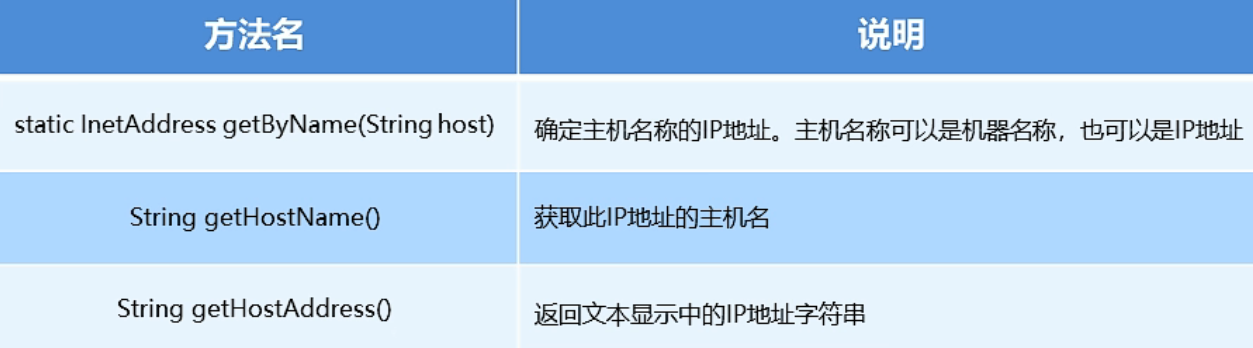 方法名 说明
static InetAddress getByName(String host) 确定主机名称的IP地址。主机名称可以是机器名称，也可以是IP地址
String getHostName() 获取此IP地址的主机名
String getHostAddress() 返回文本显示中的IP地址字符串